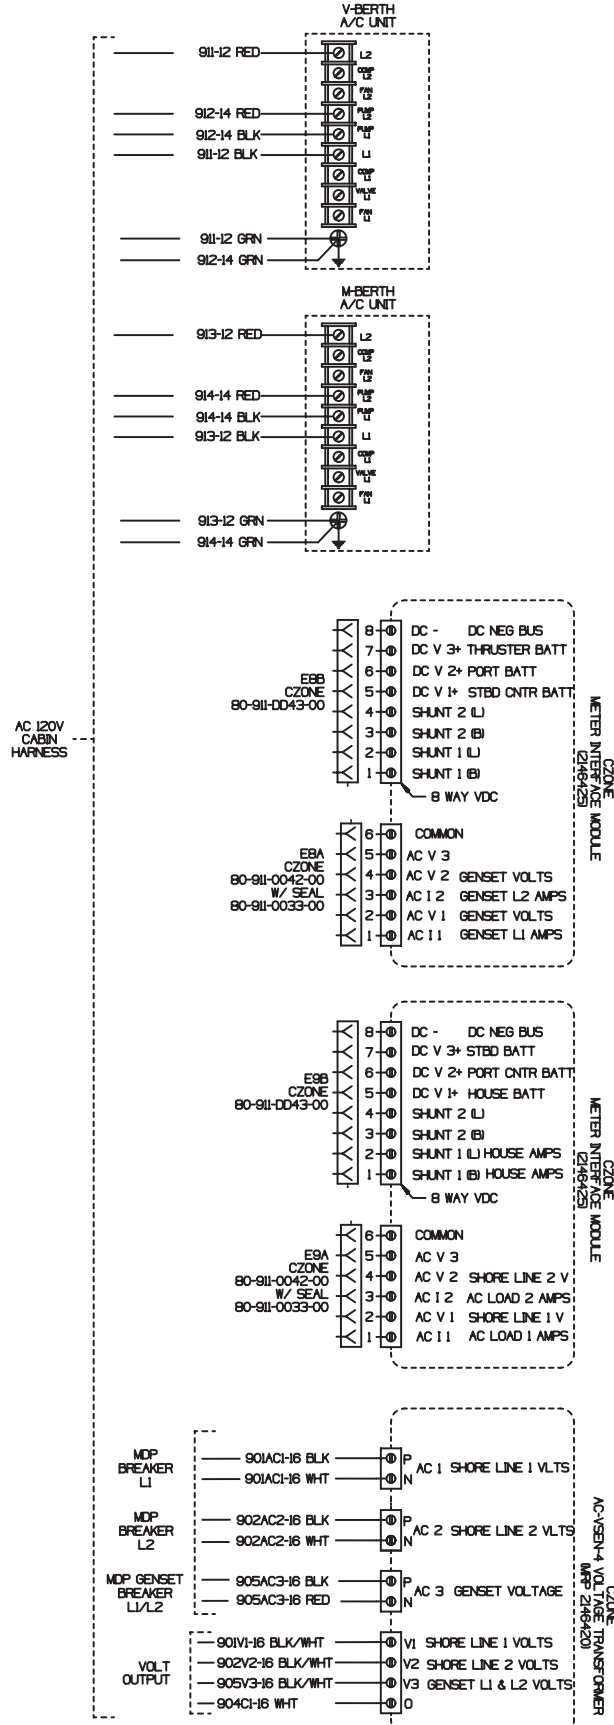 V-BERTH
A/C UNIT
911-12 RED
L2
COMP
L2
FAN
L2
912-14 RED
PUMP
L2
912-14 BLK
PUMP
L1
911-12 BLK
L1
COMP
L1
VALVE
L1
FAN
L1
911-12 GRN
912-14 GRN
M-BERTH
A/C UNIT
913-12 RED
L2
COMP
L2
FAN
L2
914-14 RED
PUMP
L2
914-14 BLK
PUMP
L1
913-12 BLK
L1
COMP
L1
VALVE
L1
FAN
L1
913-12 GRN
914-14 GRN
AC 120V
CABIN
HARNESS
E8B
CZONE
80-911-DD43-00
8 DC - DC NEG BUS
7 DC V 3+ THRUSTER BATT
6 DC V 2+ PORT BATT
5 DC V 1+ STBD CNTR BATT
4 SHUNT 2 (L)
3 SHUNT 2 (B)
2 SHUNT 1 (L)
1 SHUNT 1 (B)
8 WAY VDC
CZONE
METER INTERFACE MODULE
(2146425)
E8A
CZONE
80-911-0042-00
W/ SEAL
80-911-0033-00
6 COMMON
5 AC V 3
4 AC V 2 GENSET VOLTS
3 AC I 2 GENSET L2 AMPS
2 AC V 1 GENSET VOLTS
1 AC I 1 GENSET L1 AMPS
E9B
CZONE
80-911-DD43-00
8 DC - DC NEG BUS
7 DC V 3+ STBD BATT
6 DC V 2+ PORT CNTR BATT
5 DC V 1+ HOUSE BATT
4 SHUNT 2 (L)
3 SHUNT 2 (B)
2 SHUNT 1 (L) HOUSE AMPS
1 SHUNT 1 (B) HOUSE AMPS
8 WAY VDC
CZONE
METER INTERFACE MODULE
(2146425)
E9A
CZONE
80-911-0042-00
W/ SEAL
80-911-0033-00
6 COMMON
5 AC V 3
4 AC V 2 SHORE LINE 2 V
3 AC I 2 AC LOAD 2 AMPS
2 AC V 1 SHORE LINE 1 V
1 AC I 1 AC LOAD 1 AMPS
MDP
BREAKER
L1
901AC1-16 BLK P
901AC1-16 WHT N
AC 1 SHORE LINE 1 VLTS
MDP
BREAKER
L2
902AC2-16 BLK P
902AC2-16 WHT N
AC 2 SHORE LINE 2 VLTS
MDP GENSET
BREAKER
L1/L2
905AC3-16 BLK P
905AC3-16 RED N
AC 3 GENSET VOLTAGE
VOLT
OUTPUT
901V1-16 BLK/WHT V1 SHORE LINE 1 VOLTS
902V2-16 BLK/WHT V2 SHORE LINE 2 VOLTS
905V3-16 BLK/WHT V3 GENSET L1 & L2 VOLTS
904C1-16 WHT 0
CZONE
AC-VSEN-4 VOLTAGE TRANSFORMER
(MRP 2146420)